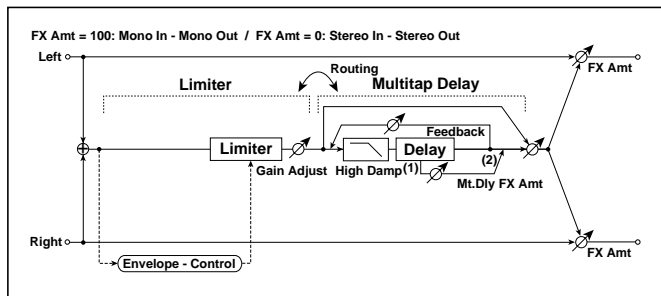 FX Amt = 100: Mono In - Mono Out / FX Amt = 0: Stereo In - Stereo Out
Left
FX Amt
Routing
Limiter
Multitap Delay
Feedback
Limiter
Delay
Gain Adjust
High Damp
(1)
(2)
Mt.Dly FX Amt
Right
FX Amt
Envelope - Control